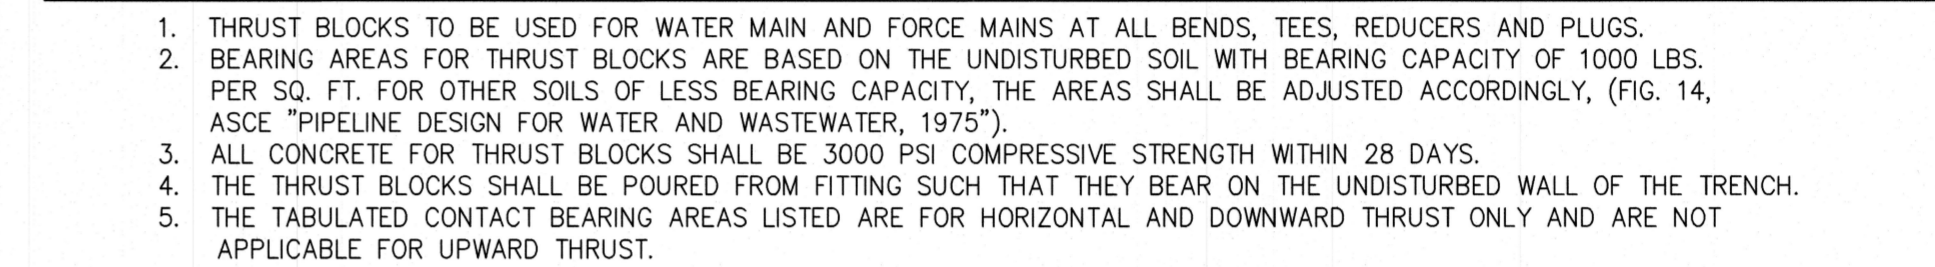 1. THRUST BLOCKS TO BE USED FOR WATER MAIN AND FORCE MAINS AT ALL BENDS, TEES, REDUCERS AND PLUGS.
2. BEARING AREAS FOR THRUST BLOCKS ARE BASED ON THE UNDISTURBED SOIL WITH BEARING CAPACITY OF 1000 LBS.
PER SQ. FT. FOR OTHER SOILS OF LESS BEARING CAPACITY, THE AREAS SHALL BE ADJUSTED ACCORDINGLY, (FIG. 14,
ASCE "PIPELINE DESIGN FOR WATER AND WASTEWATER, 1975").
3. ALL CONCRETE FOR THRUST BLOCKS SHALL BE 3000 PSI COMPRESSIVE STRENGTH WITHIN 28 DAYS.
4. THE THRUST BLOCKS SHALL BE POURED FROM FITTING SUCH THAT THEY BEAR ON THE UNDISTURBED WALL OF THE TRENCH.
5. THE TABULATED CONTACT BEARING AREAS LISTED ARE FOR HORIZONTAL AND DOWNWARD THRUST ONLY AND ARE NOT
APPLICABLE FOR UPWARD THRUST.